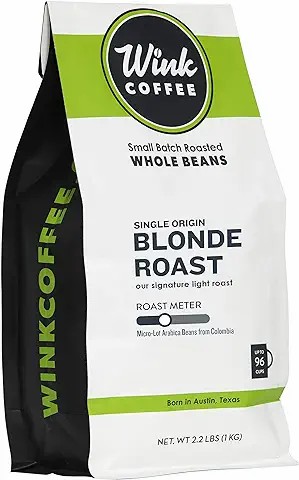 Wink
COFFEE
Small Batch Roasted
WHOLE BEANS
SINGLE ORIGIN
BLONDE
ROAST
our signature light roast
ROAST METER
Micro-Lot Arabica Beans from Colombia
UP TO
96
CUPS
Born in Austin, Texas
NET. WT 2.2 LBS (1 KG)
WINKCOFFEE.